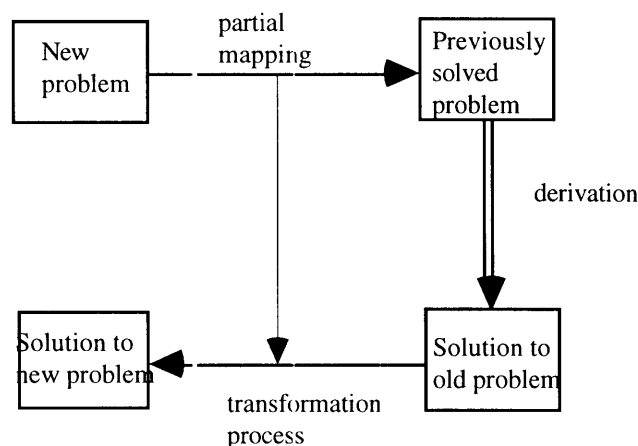 partial
mapping
New
problem
Previously
solved
problem
derivation
Solution to
new problem
Solution to
old problem
transformation
process